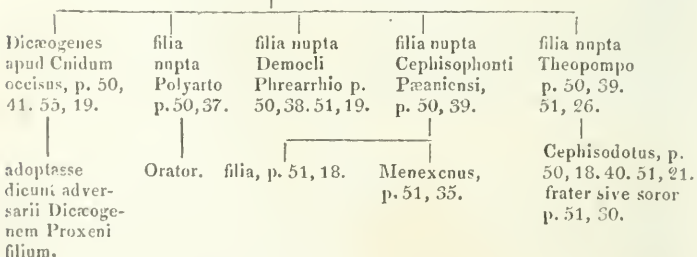 Dicæogenes
apud Cnidum
occisus, p. 50,
41. 55, 19.
filia
nupta
Polyarto
p. 50, 37.
filia nupta
Democli
Phrearrhio p.
50, 38. 51, 19.
filia nupta
Cephisophonti
Pæaniensi,
p. 50, 39.
filia nupta
Theopompo
p. 50, 39.
51, 26.
adoptasse
dicunt adver-
sarii Dicæoge-
nem Proxeni
filium.
Orator.
filia, p. 51, 18.
Menexenus,
p. 51, 35.
Cephisodotus, p.
50, 18. 40. 51, 21.
frater sive soror
p. 51, 30.